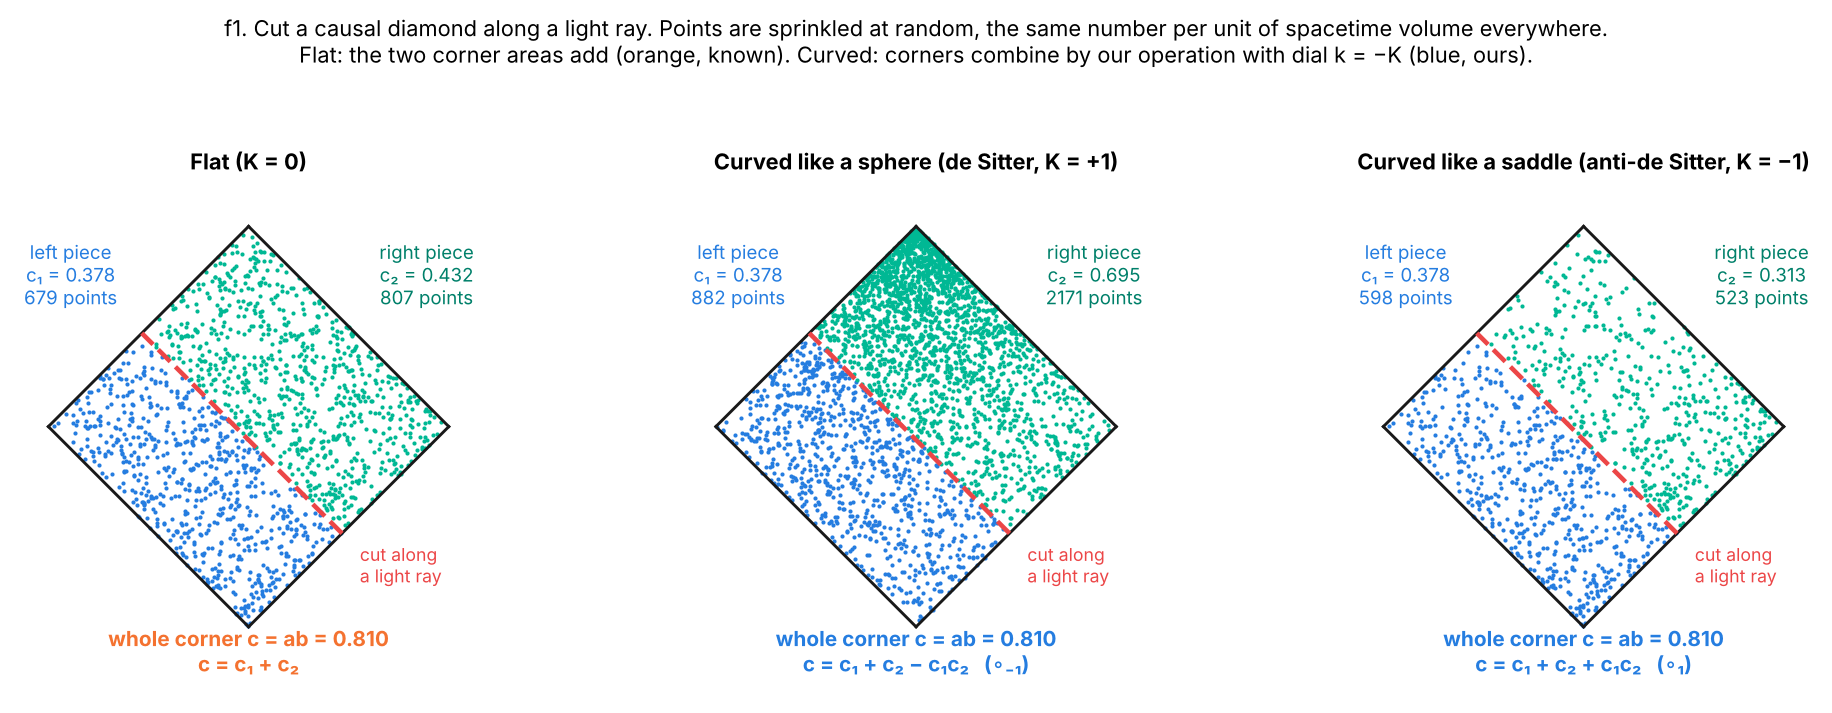 f1. Cut a causal diamond along a light ray. Points are sprinkled at random, the same number per unit of spacetime volume everywhere.
Flat: the two corner areas add (orange, known). Curved: corners combine by our operation with dial k = −K (blue, ours).
Flat (K = 0)
left piece
c₁ = 0.378
679 points
right piece
c₂ = 0.432
807 points
cut along
a light ray
whole corner c = ab = 0.810
c = c₁ + c₂
Curved like a sphere (de Sitter, K = +1)
left piece
c₁ = 0.378
882 points
right piece
c₂ = 0.695
2171 points
cut along
a light ray
whole corner c = ab = 0.810
c = c₁ + c₂ − c₁c₂ (∘₋₁)
Curved like a saddle (anti-de Sitter, K = −1)
left piece
c₁ = 0.378
598 points
right piece
c₂ = 0.313
523 points
cut along
a light ray
whole corner c = ab = 0.810
c = c₁ + c₂ + c₁c₂ (∘₁)